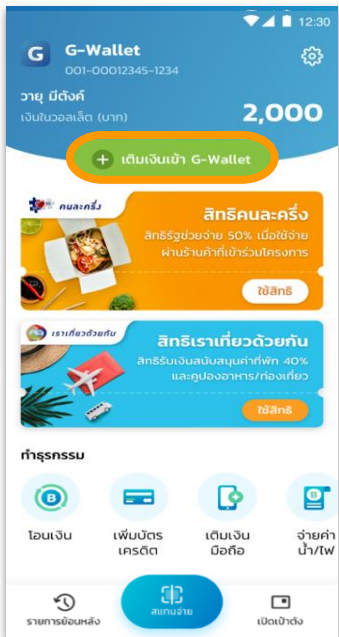 12:30
G
G-Wallet
001-00012345-1234
วายุ มีตังค์
เงินในวอลเล็ต (บาท)
2,000
+ เติมเงินเข้า G-Wallet
คนละครึ่ง
สิทธิคนละครึ่ง
สิทธิรัฐช่วยจ่าย 50% เมื่อใช้จ่าย
ผ่านร้านค้าที่เข้าร่วมโครงการ
ใช้สิทธิ
เราเที่ยวด้วยกัน
สิทธิเราเที่ยวด้วยกัน
สิทธิรับเงินสนับสนุนค่าที่พัก 40%
และคูปองอาหาร/ท่องเที่ยว
ใช้สิทธิ
ทำธุรกรรม
โอนเงิน
เพิ่มบัตร
เครดิต
เติมเงิน
มือถือ
จ่ายค่า
น้ำ/ไฟ
รายการย้อนหลัง
สแกนจ่าย
เปิดเป๋าตัง